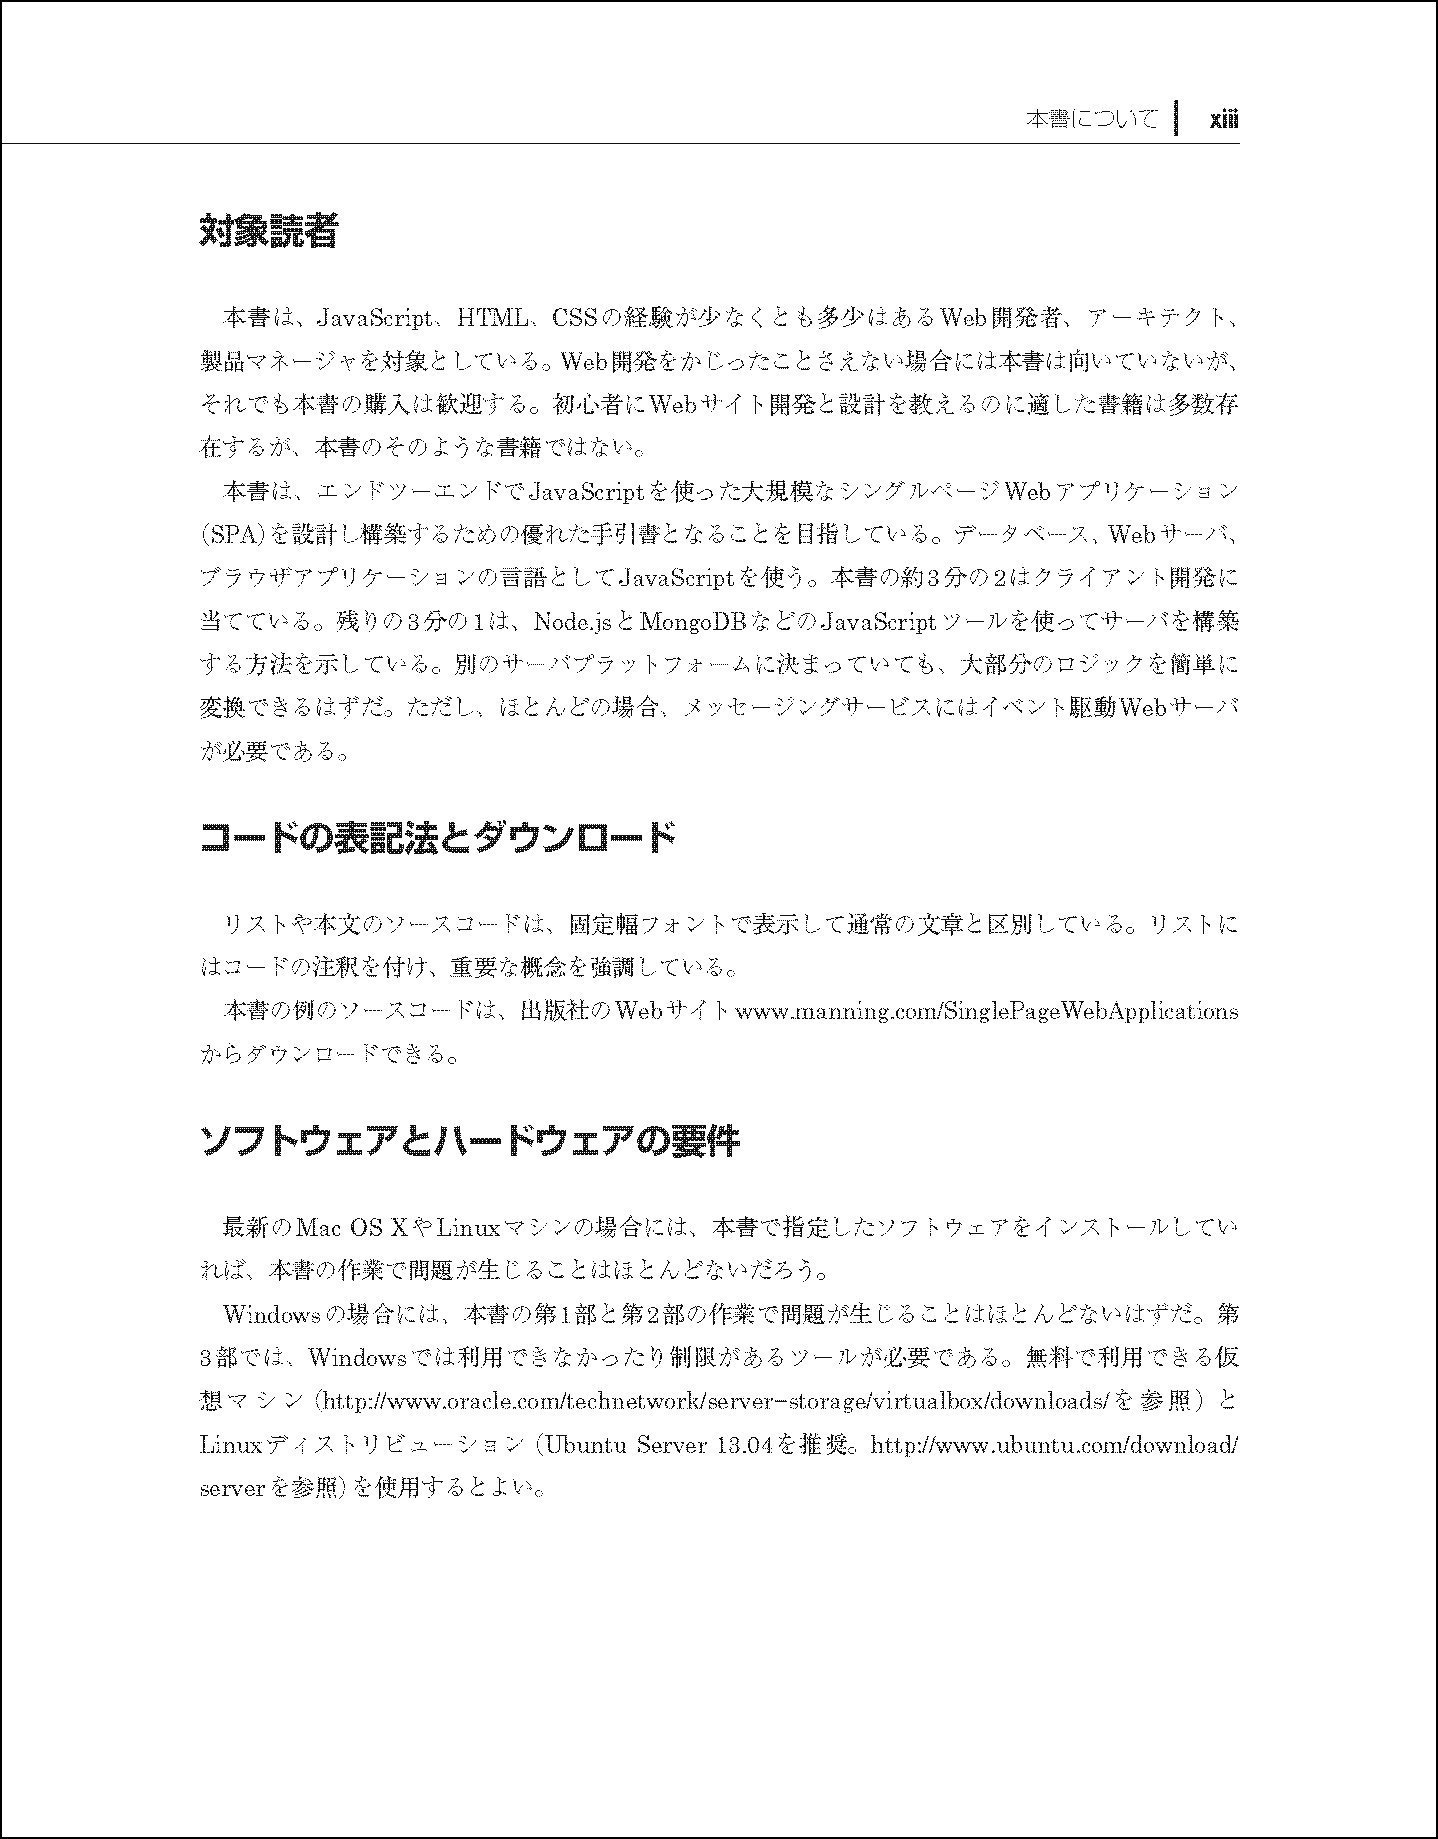 本書について xiii
対象読者
本書は、JavaScript、HTML、CSSの経験が少なくとも多少はあるWeb開発者、アーキテクト、
製品マネージャを対象としている。Web開発をかじったことさえない場合には本書は向いていないが、
それでも本書の購入は歓迎する。初心者にWebサイト開発と設計を教えるのに適した書籍は多数存
在するが、本書のそのような書籍ではない。
本書は、エンドツーエンドでJavaScriptを使った大規模なシングルページWebアプリケーション
(SPA)を設計し構築するための優れた手引書となることを目指している。データベース、Webサーバ、
ブラウザアプリケーションの言語としてJavaScriptを使う。本書の約3分の2はクライアント開発に
当てている。残りの3分の1は、Node.jsとMongoDBなどのJavaScriptツールを使ってサーバを構築
する方法を示している。別のサーバプラットフォームに決まっていても、大部分のロジックを簡単に
変換できるはずだ。ただし、ほとんどの場合、メッセージングサービスにはイベント駆動Webサーバ
が必要である。
コードの表記法とダウンロード
リストや本文のソースコードは、固定幅フォントで表示して通常の文章と区別している。リストに
はコードの注釈を付け、重要な概念を強調している。
本書の例のソースコードは、出版社のWebサイトwww.manning.com/SinglePageWebApplications
からダウンロードできる。
ソフトウェアとハードウェアの要件
最新のMac OS XやLinuxマシンの場合には、本書で指定したソフトウェアをインストールしてい
れば、本書の作業で問題が生じることはほとんどないだろう。
Windowsの場合には、本書の第1部と第2部の作業で問題が生じることはほとんどないはずだ。第
3部では、Windowsでは利用できなかったり制限があるツールが必要である。無料で利用できる仮
想マシン(http://www.oracle.com/technetwork/server-storage/virtualbox/downloads/を参照)と
Linuxディストリビューション(Ubuntu Server 13.04を推奨。http://www.ubuntu.com/download/
serverを参照)を使用するとよい。